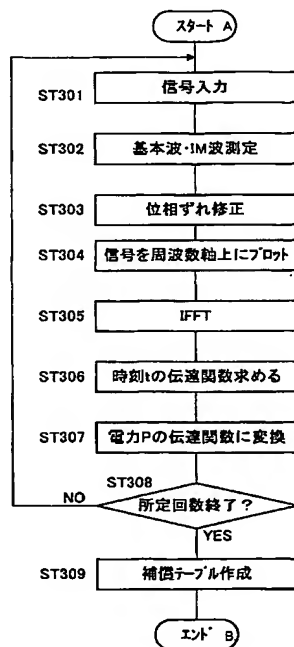 スタート A
ST301 信号入力
ST302 基本波・IM波測定
ST303 位相ずれ修正
ST304 信号を周波数軸上にプロット
ST305 IFFT
ST306 時刻tの伝達関数求める
ST307 電力Pの伝達関数に変換
ST308
NO 所定回数終了?
YES
ST309 補償テーブル作成
エンド B